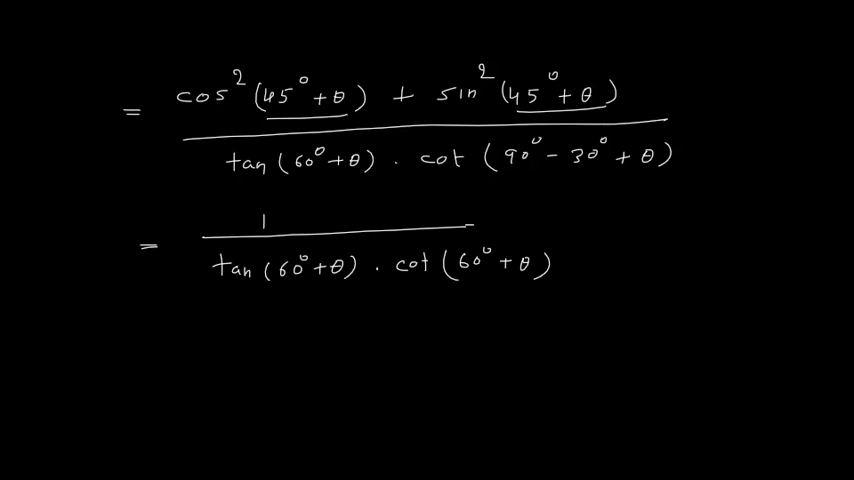 = cos²(45° + θ) + sin²(45° + θ)
tan(60° + θ) . cot(90° - 30° + θ)
= 1
tan(60° + θ) . cot(60° + θ)